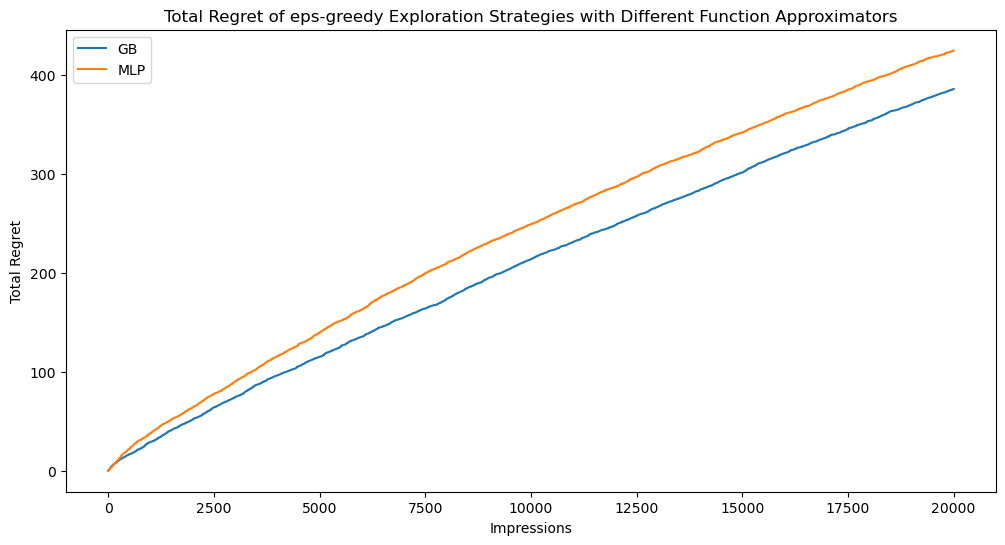 Total Regret of eps-greedy Exploration Strategies with Different Function Approximators
GB
MLP
400
300
200
100
0
Total Regret
0 2500 5000 7500 10000 12500 15000 17500 20000
Impressions